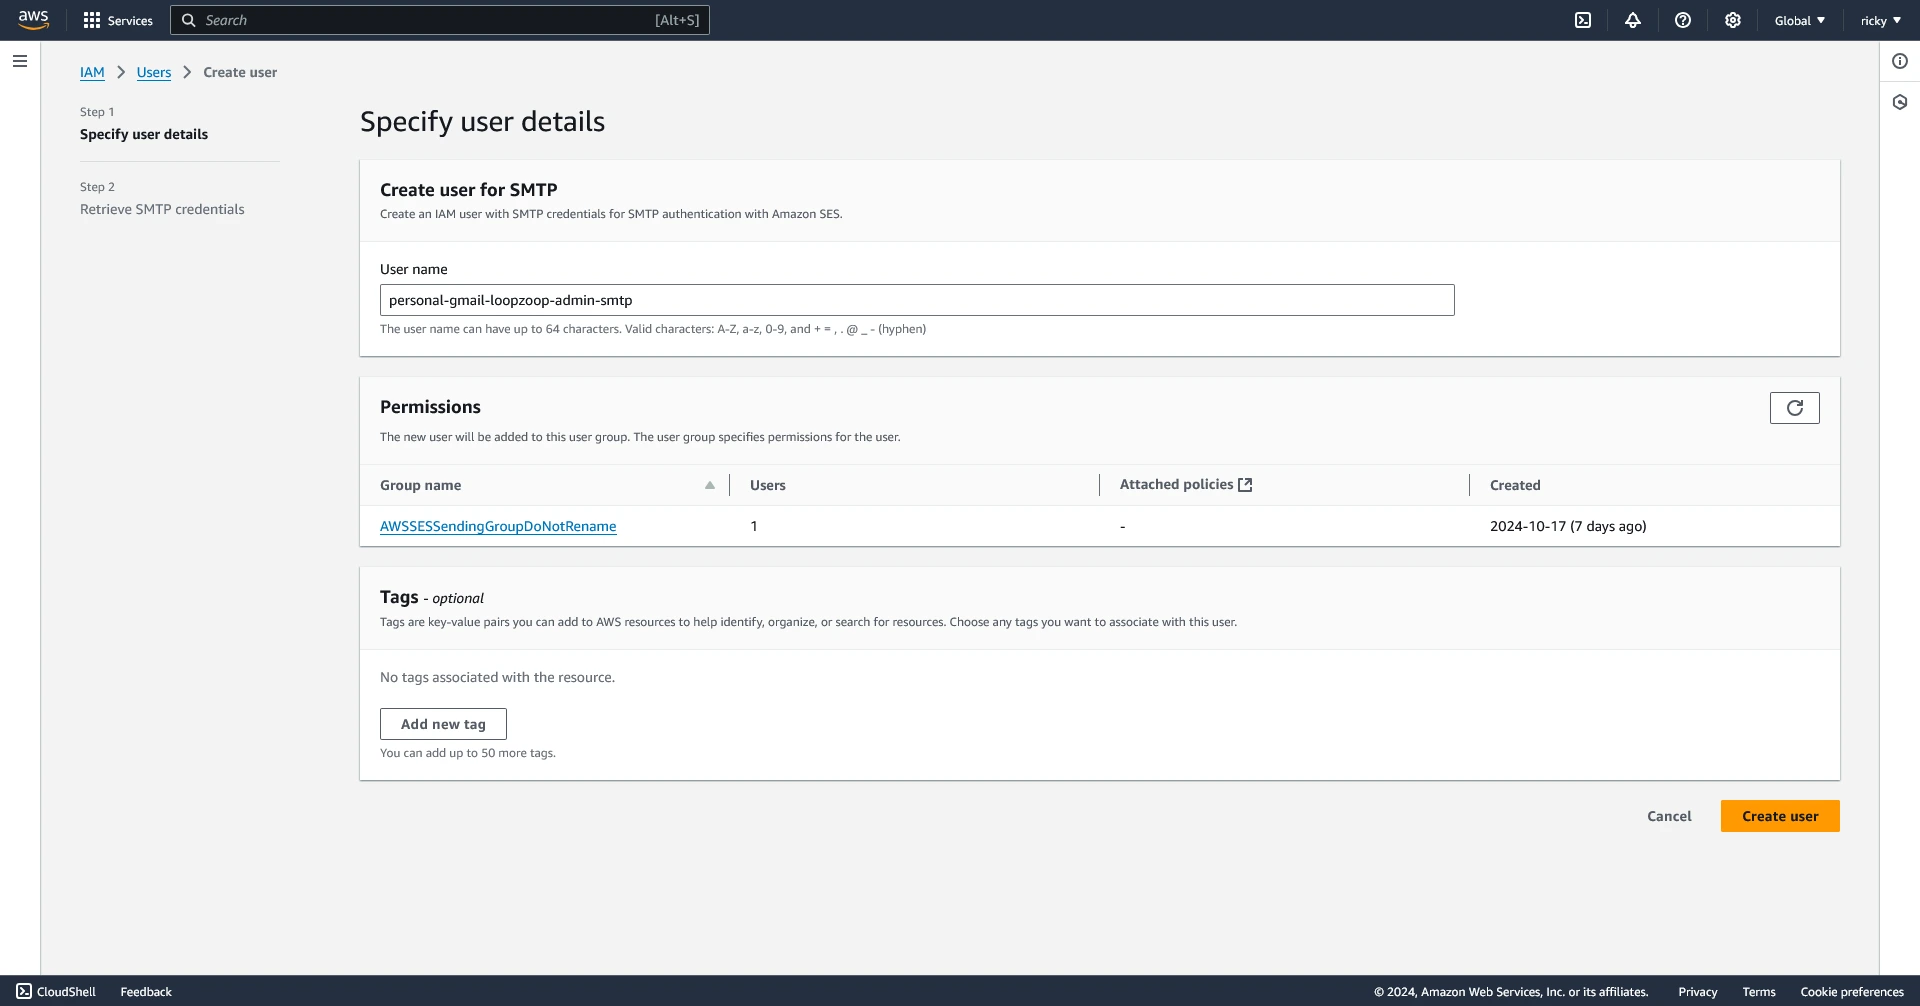 aws
Services
Search
[Alt+S]
Global
ricky
IAM
Users
Create user
Step 1
Specify user details
Step 2
Retrieve SMTP credentials
Specify user details
Create user for SMTP
Create an IAM user with SMTP credentials for SMTP authentication with Amazon SES.
User name
personal-gmail-loopzoop-admin-smtp
The user name can have up to 64 characters. Valid characters: A-Z, a-z, 0-9, and + = , . @ _ - (hyphen)
Permissions
The new user will be added to this user group. The user group specifies permissions for the user.
Group name
Users
Attached policies
Created
AWSSESSendingGroupDoNotRename
1
-
2024-10-17 (7 days ago)
Tags - optional
Tags are key-value pairs you can add to AWS resources to help identify, organize, or search for resources. Choose any tags you want to associate with this user.
No tags associated with the resource.
Add new tag
You can add up to 50 more tags.
Cancel
Create user
CloudShell
Feedback
© 2024, Amazon Web Services, Inc. or its affiliates.
Privacy
Terms
Cookie preferences